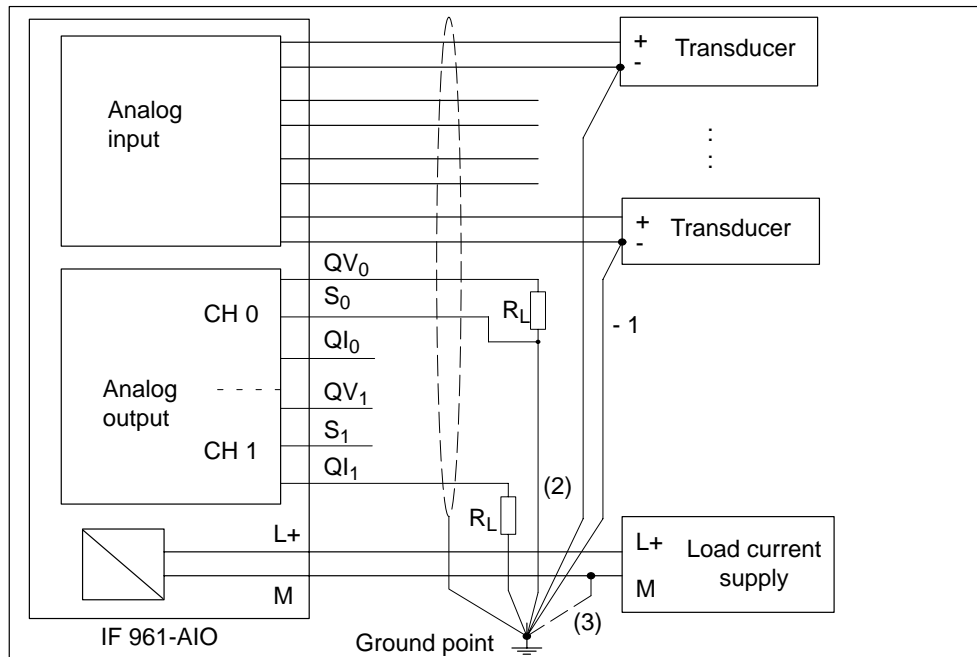 + Transducer
-
Analog
input
:
:
+ Transducer
-
QV0
S0
CH 0
RL
- 1
QI0
Analog
output
QV1
S1
CH 1
QI1
(2)
RL
L+
L+ Load current
supply
M
M
(3)
IF 961-AIO
Ground point